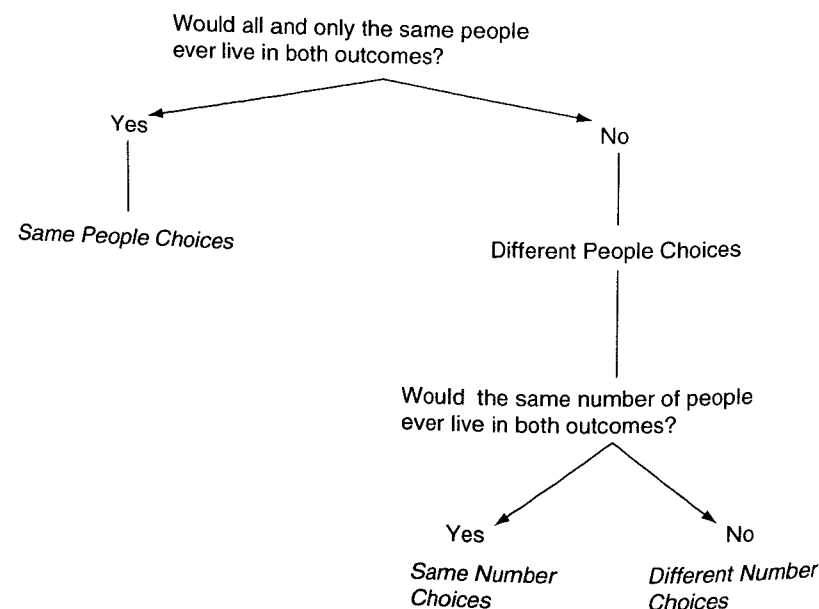 Would all and only the same people
ever live in both outcomes?
Yes
No
Same People Choices
Different People Choices
Would the same number of people
ever live in both outcomes?
Yes
No
Same Number
Choices
Different Number
Choices